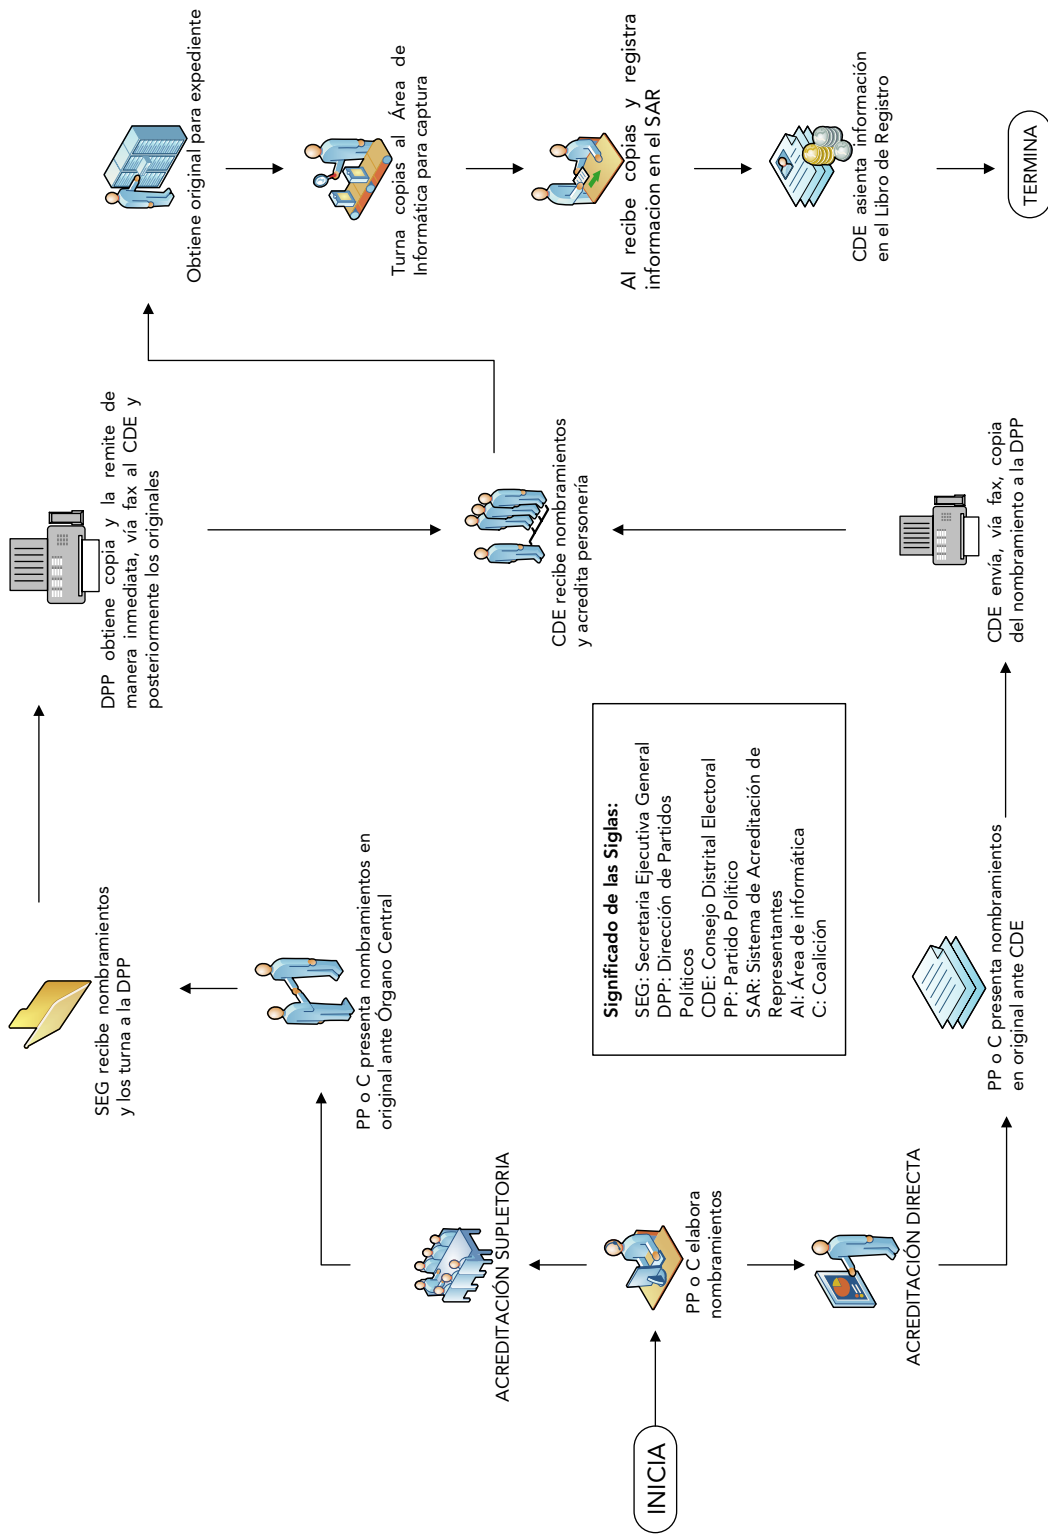 INICIA
PP o C elabora
nombramientos
ACREDITACIÓN SUPLETORIA
PP o C presenta nombramientos en
original ante Órgano Central
SEG recibe nombramientos
y los turna a la DPP
DPP obtiene copia y la remite de
manera inmediata, vía fax al CDE y
posteriormente los originales
ACREDITACIÓN DIRECTA
PP o C presenta nombramientos
en original ante CDE
CDE envía, vía fax, copia
del nombramiento a la DPP
CDE recibe nombramientos
y acredita personería
Obtiene original para expediente
Turna copias al Área de
Informática para captura
AI recibe copias y registra
informacion en el SAR
CDE asienta información
en el Libro de Registro
TERMINA
Significado de las Siglas:
SEG: Secretaria Ejecutiva General
DPP: Dirección de Partidos
Políticos
CDE: Consejo Distrital Electoral
PP: Partido Político
SAR: Sistema de Acreditación de
Representantes
AI: Área de informática
C: Coalición